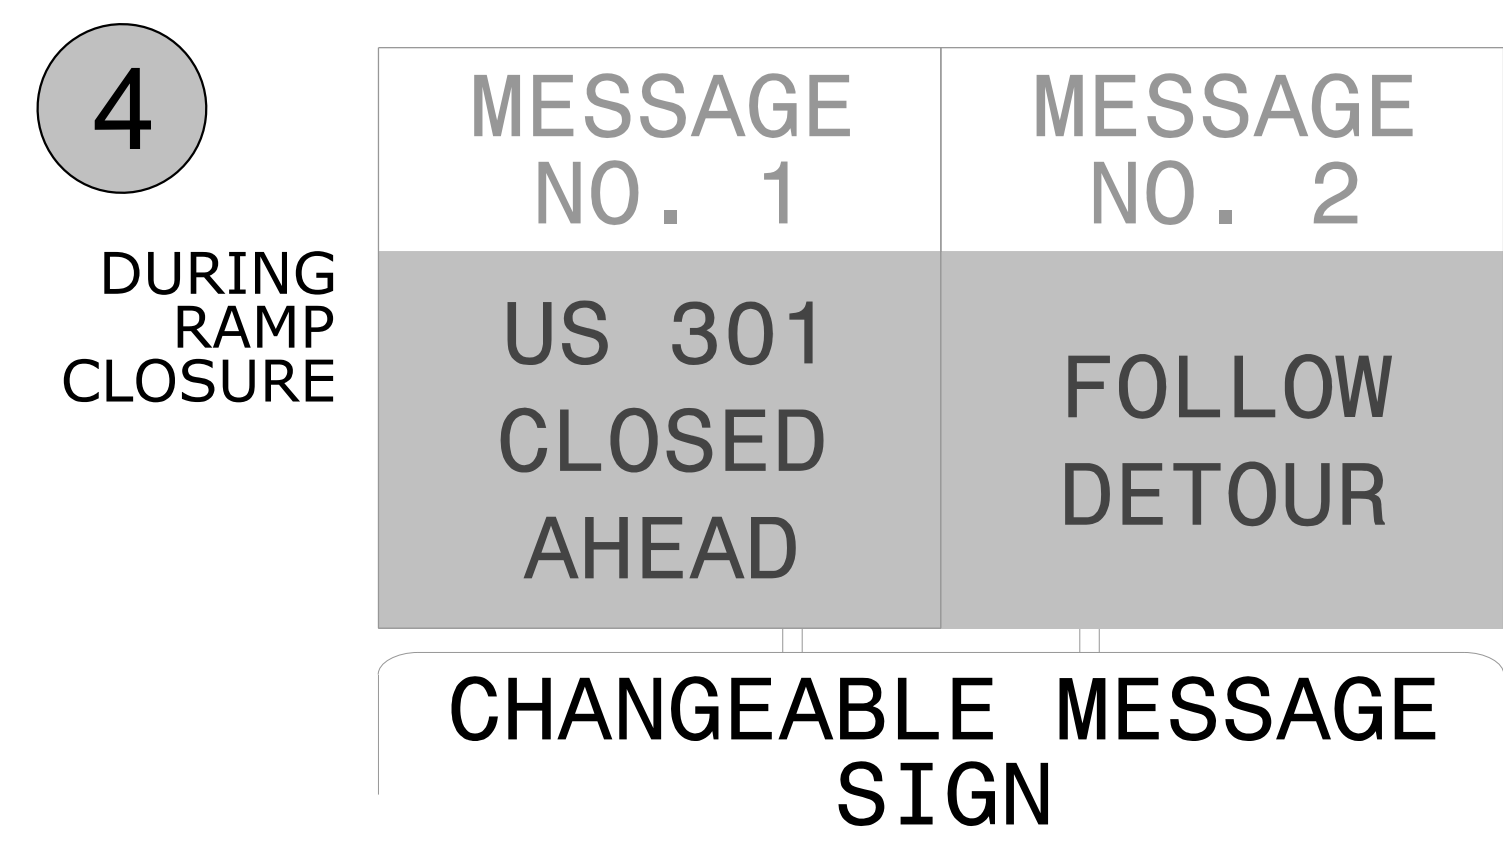 4
DURING
RAMP
CLOSURE
MESSAGE
NO. 1
MESSAGE
NO. 2
US 301
CLOSED
AHEAD
FOLLOW
DETOUR
CHANGEABLE MESSAGE
SIGN